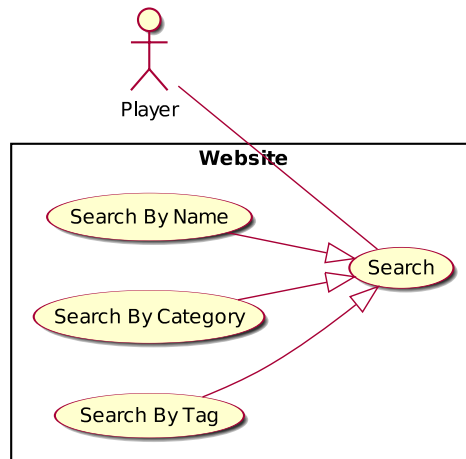 Player
Website
Search By Name
Search
Search By Category
Search By Tag